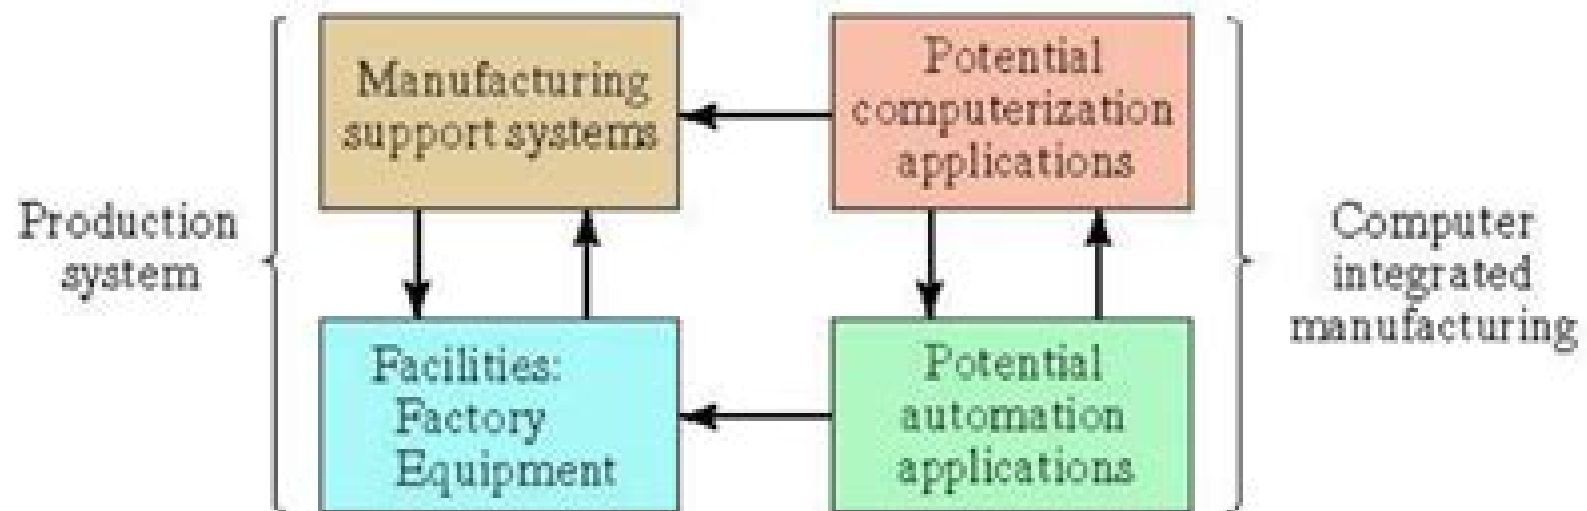 Production
system
Manufacturing
support systems
Potential
computerization
applications
Facilities:
Factory
Equipment
Potential
automation
applications
Computer
integrated
manufacturing